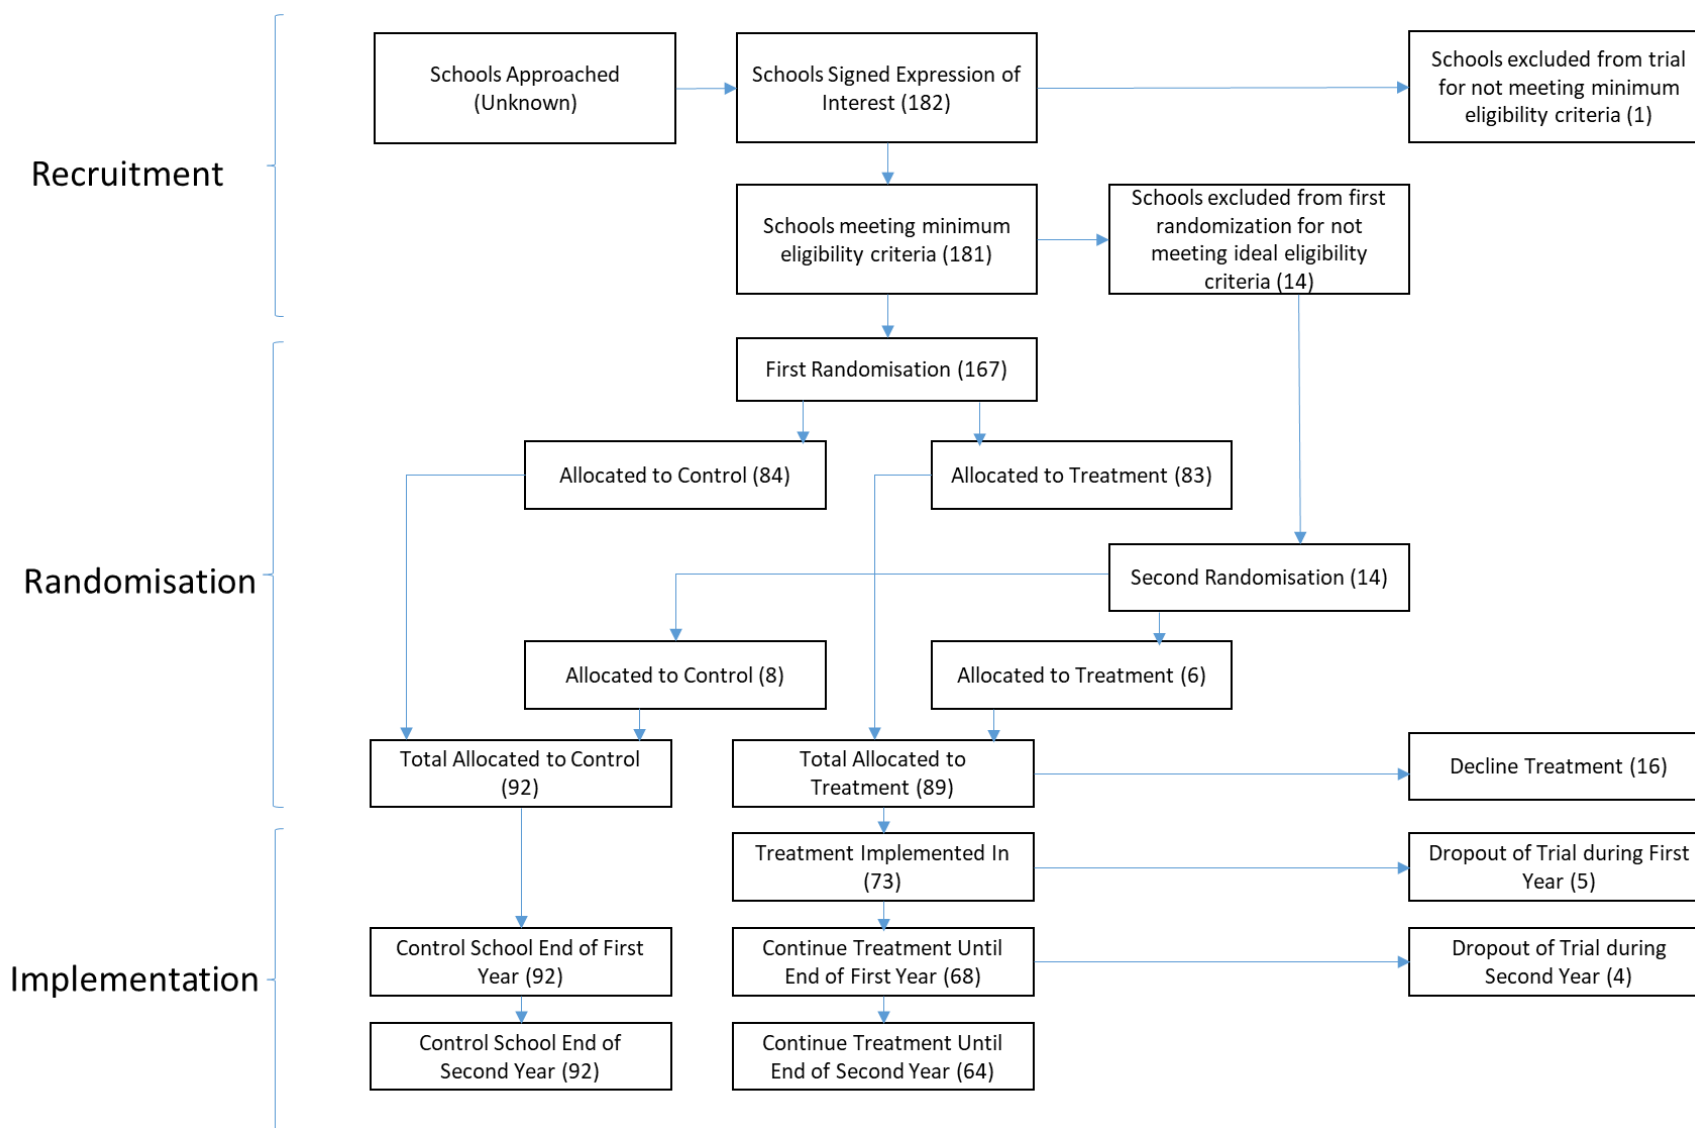 Recruitment
Schools Approached
(Unknown)
Schools Signed Expression of
Interest (182)
Schools excluded from trial
for not meeting minimum
eligibility criteria (1)
Schools meeting minimum
eligibility criteria (181)
Schools excluded from first
randomization for not
meeting ideal eligibility
criteria (14)
Randomisation
First Randomisation (167)
Allocated to Control (84)
Allocated to Treatment (83)
Second Randomisation (14)
Allocated to Control (8)
Allocated to Treatment (6)
Total Allocated to Control
(92)
Total Allocated to
Treatment (89)
Decline Treatment (16)
Implementation
Treatment Implemented In
(73)
Dropout of Trial during First
Year (5)
Control School End of First
Year (92)
Continue Treatment Until
End of First Year (68)
Dropout of Trial during
Second Year (4)
Control School End of
Second Year (92)
Continue Treatment Until
End of Second Year (64)